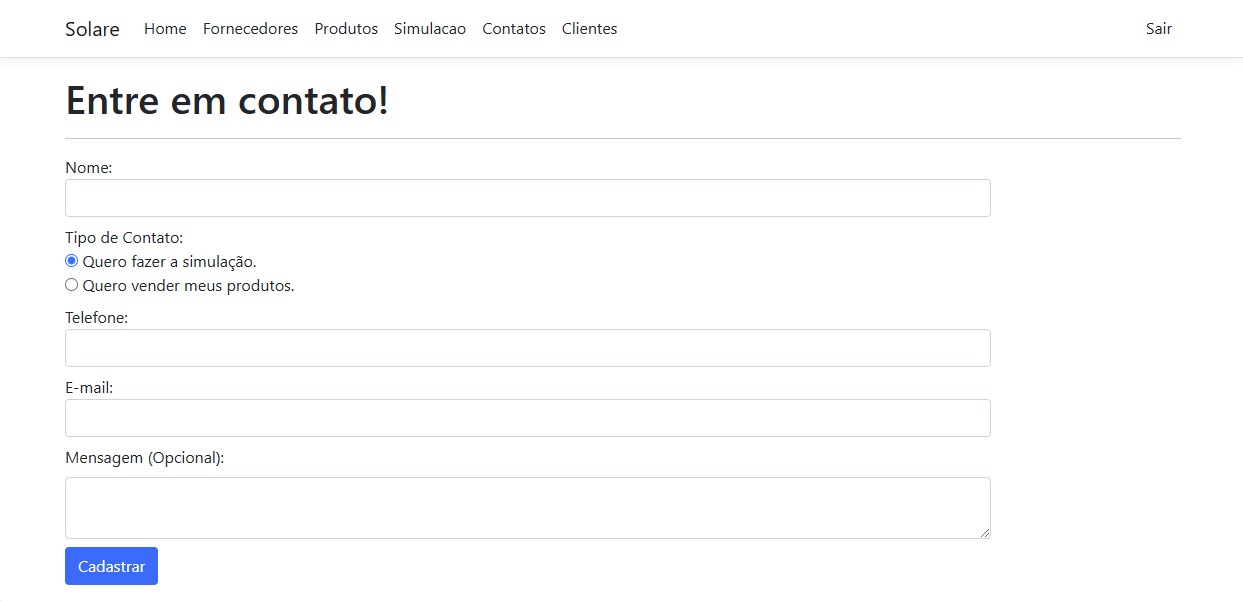 Solare Home Fornecedores Produtos Simulacao Contatos Clientes Sair
Entre em contato!
Nome:
Tipo de Contato:
Quero fazer a simulação.
Quero vender meus produtos.
Telefone:
E-mail:
Mensagem (Opcional):
Cadastrar